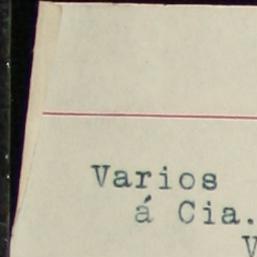 Varios
á Cia.
V